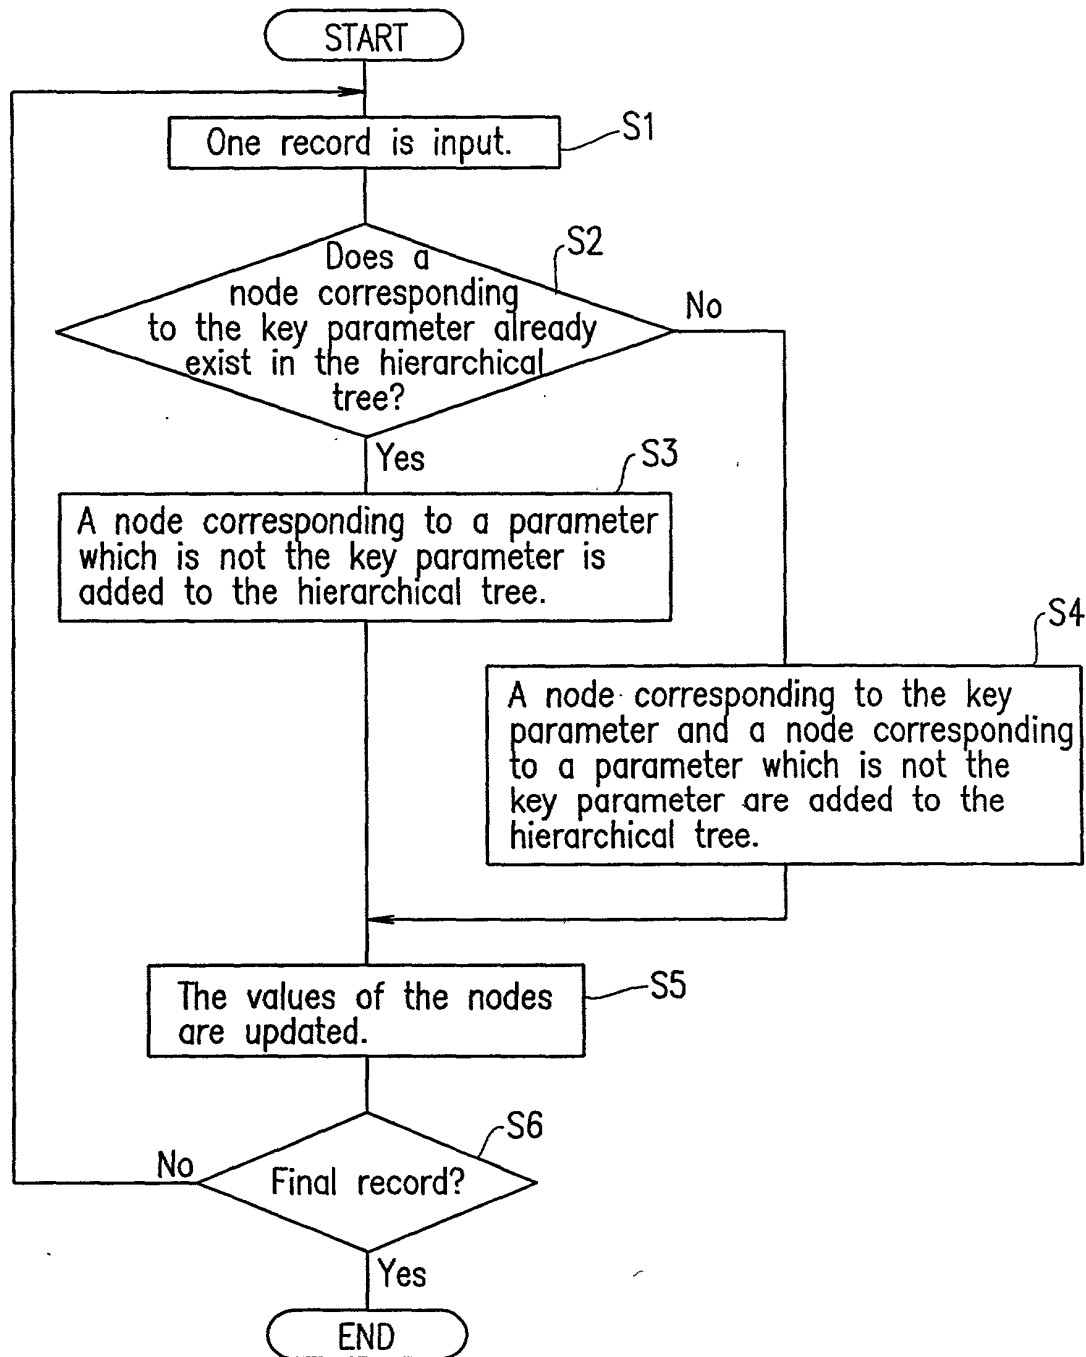 START
One record is input.
S1
Does a
node corresponding
to the key parameter already
exist in the hierarchical
tree?
S2
No
Yes
S3
A node corresponding to a parameter
which is not the key parameter is
added to the hierarchical tree.
S4
A node corresponding to the key
parameter and a node corresponding
to a parameter which is not the
key parameter are added to the
hierarchical tree.
The values of the nodes
are updated.
S5
S6
No
Final record?
Yes
END